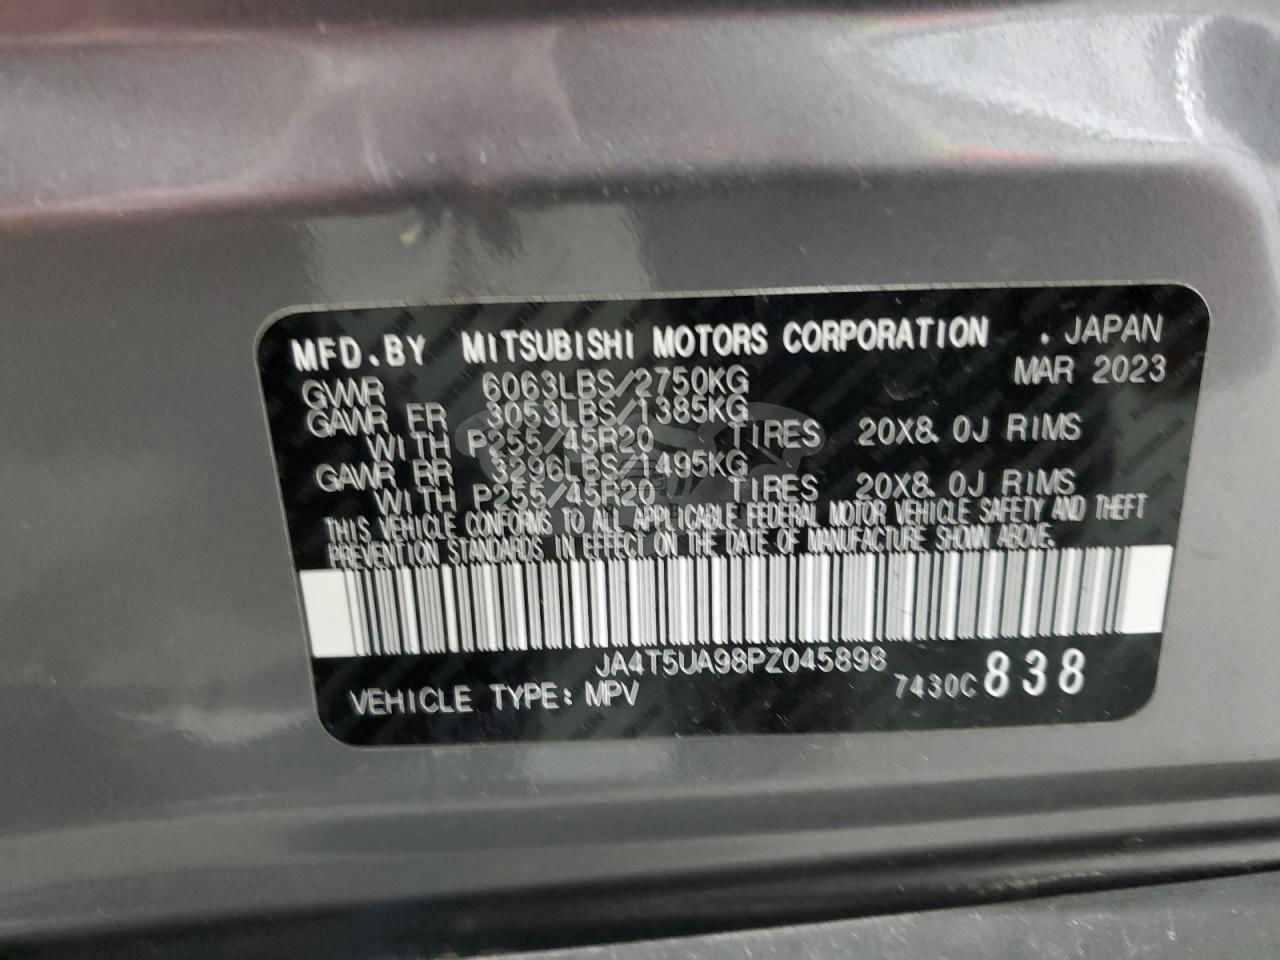 MFD.BY MITSUBISHI MOTORS CORPORATION . JAPAN
MAR 2023
GVWR 6063LBS/2750KG
GAWR FR 3053LBS/1385KG
WITH P255/45R20 TIRES 20X8.0J RIMS
GAWR RR 3296LBS/1495KG
WITH P255/45R20 TIRES 20X8.0J RIMS
THIS VEHICLE CONFORMS TO ALL APPLICABLE FEDERAL MOTOR VEHICLE SAFETY AND THEFT
PREVENTION STANDARDS IN EFFECT ON THE DATE OF MANUFACTURE SHOWN ABOVE.
JA4T5UA98PZ045898
VEHICLE TYPE: MPV 7430C 838